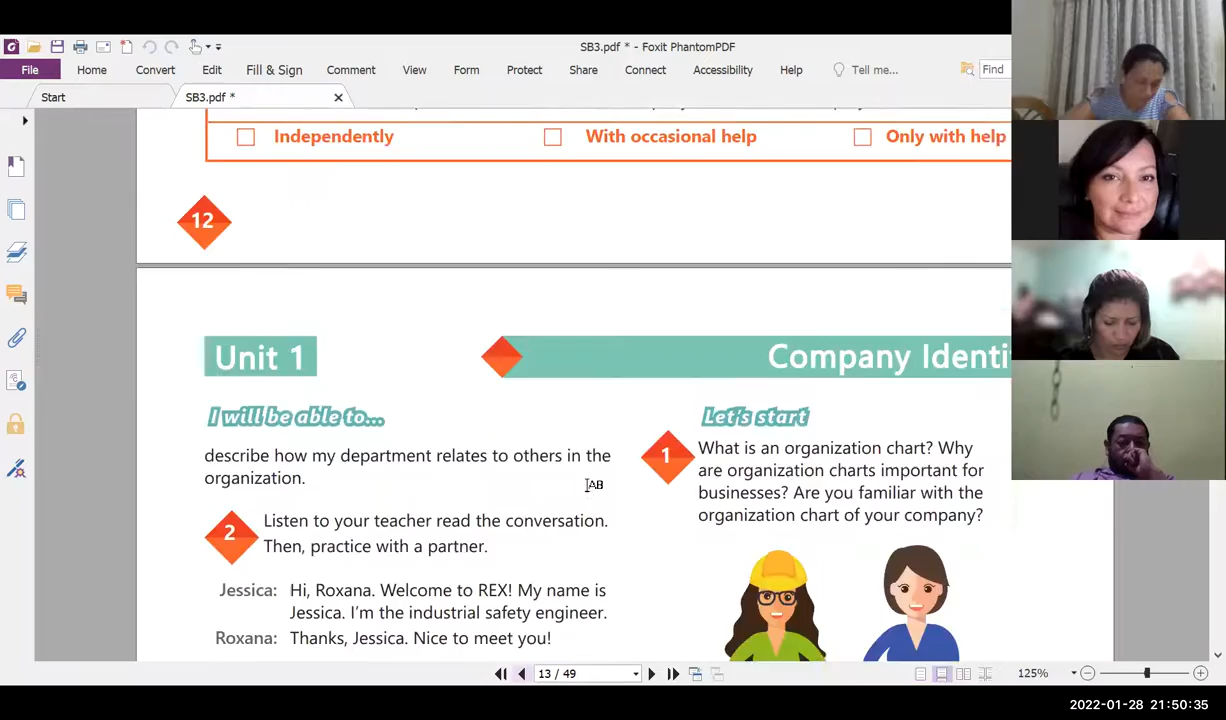 SB3.pdf * - Foxit PhantomPDF
File Home Convert Edit Fill & Sign Comment View Form Protect Share Connect Accessibility Help Tell me... Find
Start SB3.pdf *
Independently With occasional help Only with help
12
Unit 1 Company Identi
I will be able to...
describe how my department relates to others in the
organization.
2 Listen to your teacher read the conversation.
Then, practice with a partner.
Jessica: Hi, Roxana. Welcome to REX! My name is
Jessica. I'm the industrial safety engineer.
Roxana: Thanks, Jessica. Nice to meet you!
Let's start
1 What is an organization chart? Why
are organization charts important for
businesses? Are you familiar with the
organization chart of your company?
13 / 49 125%
2022-01-28 21:50:35